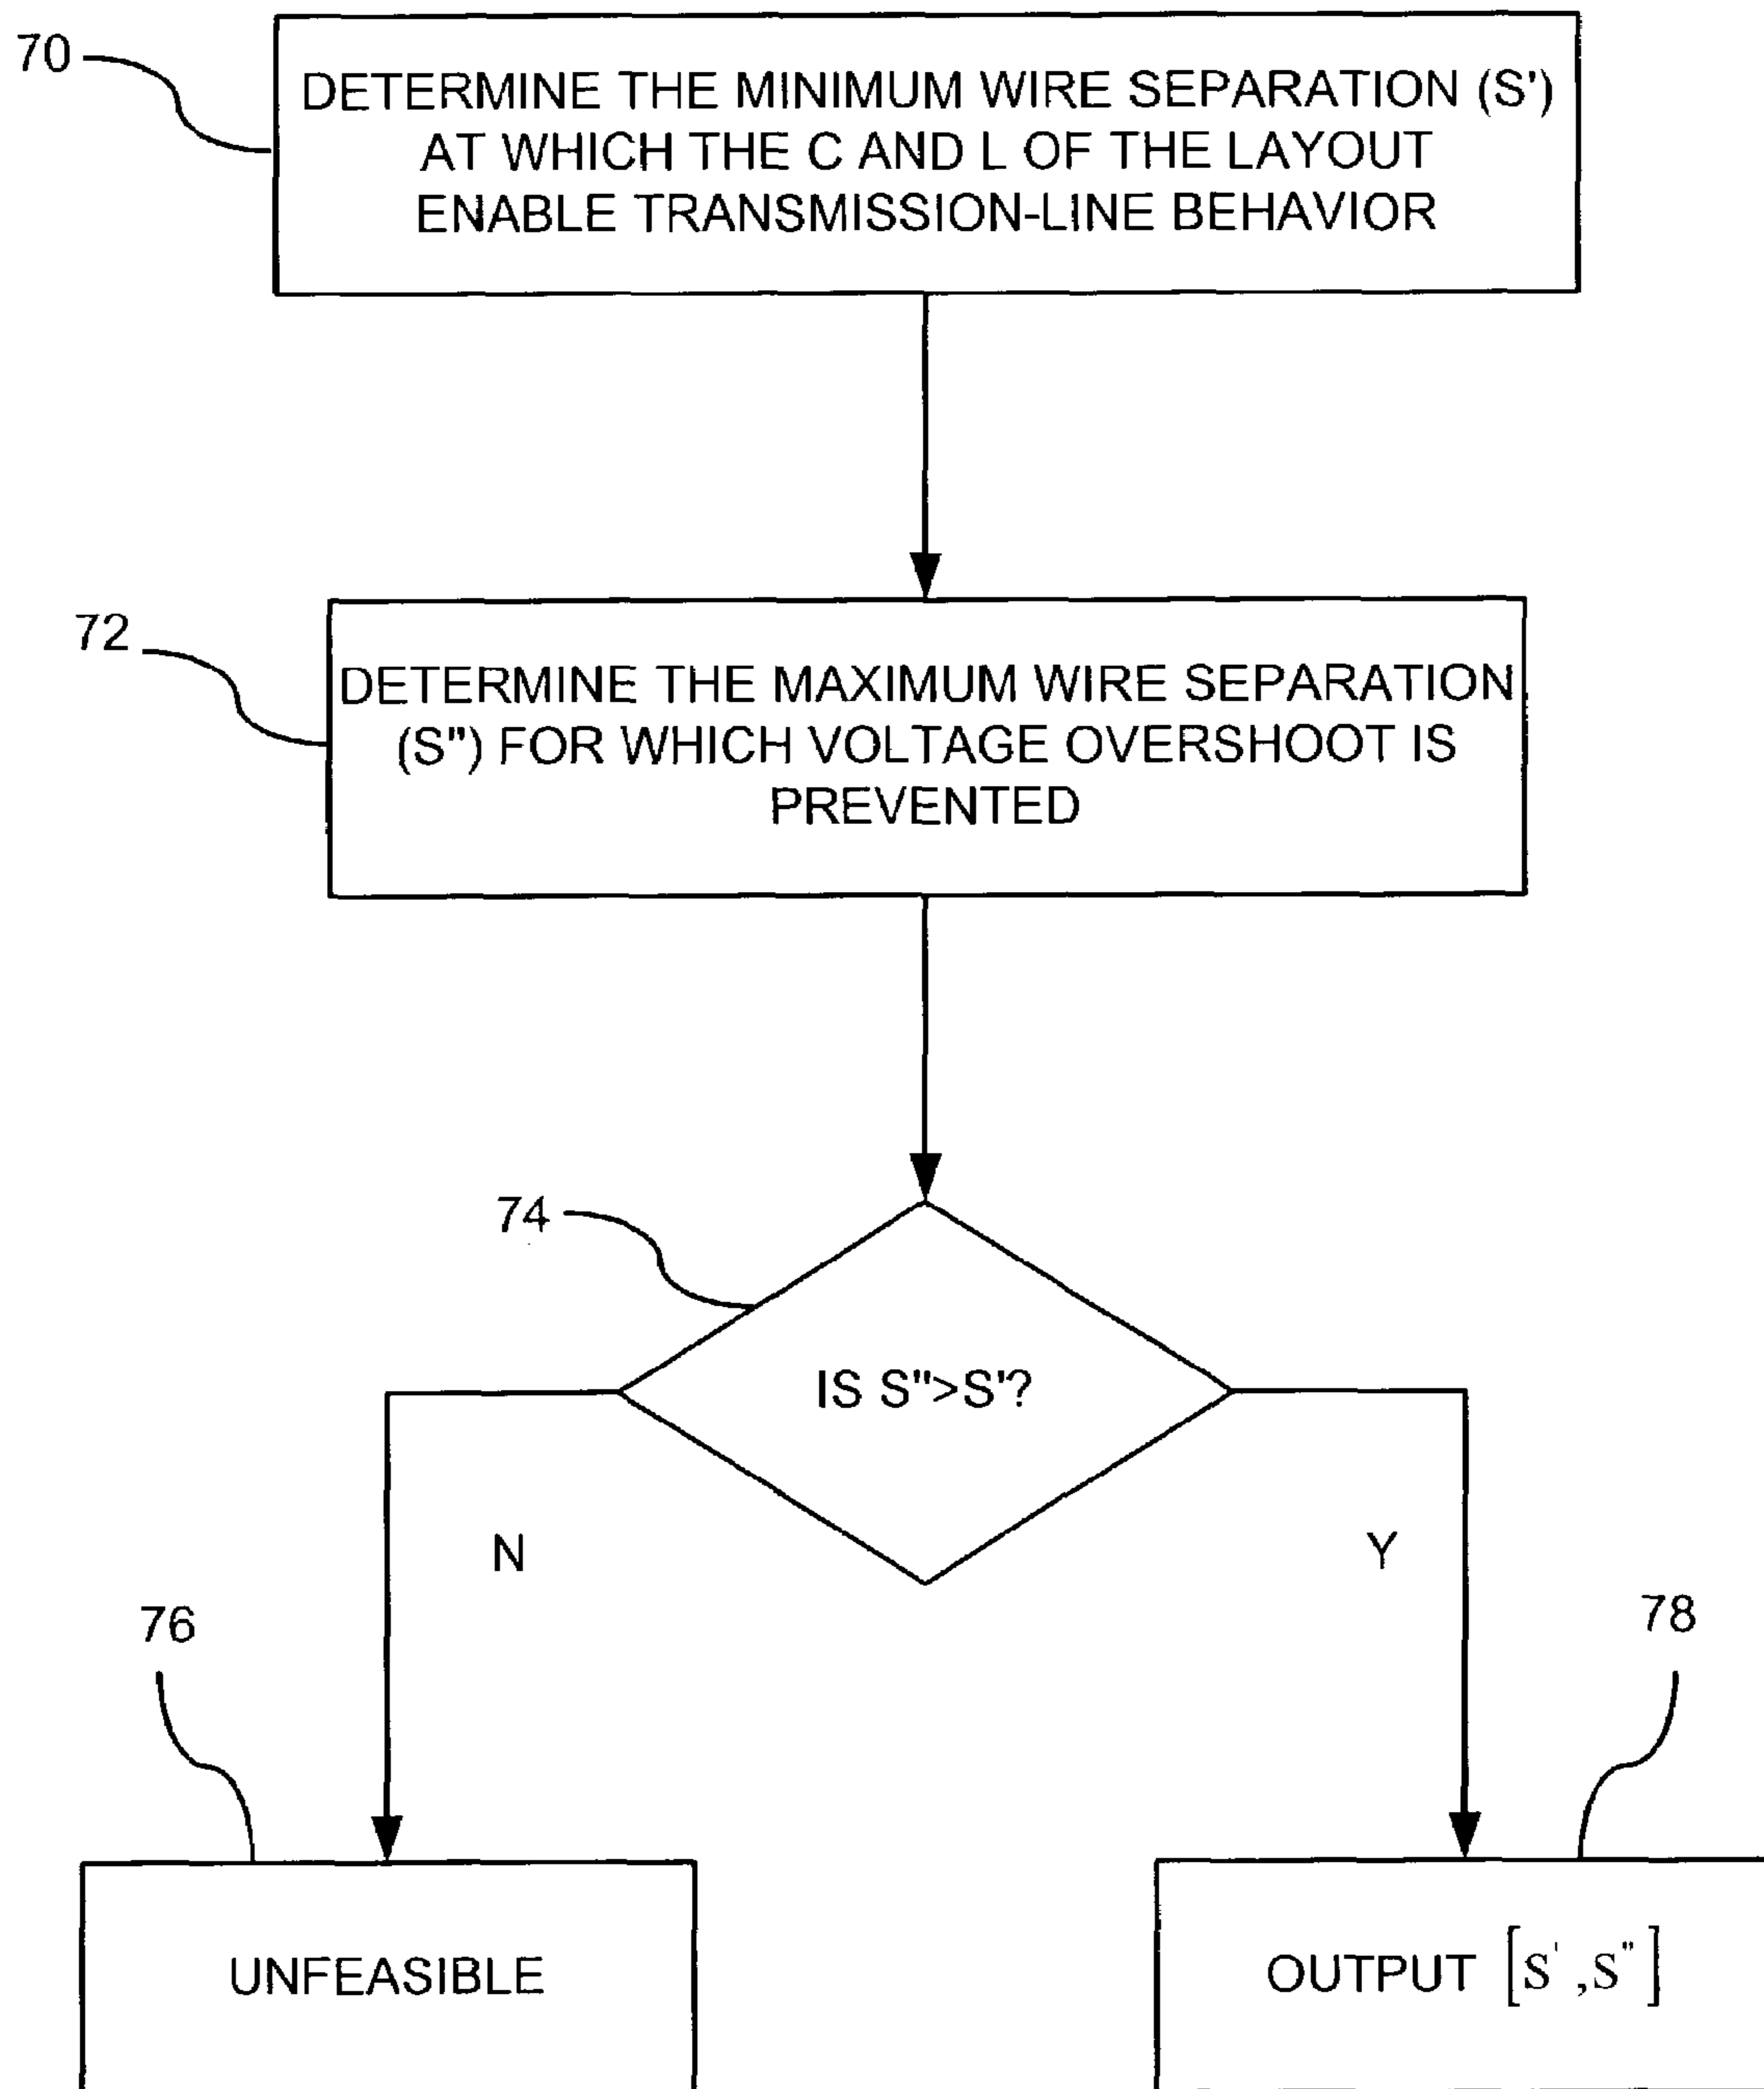 70
DETERMINE THE MINIMUM WIRE SEPARATION (S')
AT WHICH THE C AND L OF THE LAYOUT
ENABLE TRANSMISSION-LINE BEHAVIOR
72
DETERMINE THE MAXIMUM WIRE SEPARATION
(S") FOR WHICH VOLTAGE OVERSHOOT IS
PREVENTED
74
IS S">S'?
N
Y
76
78
UNFEASIBLE
OUTPUT [s' ,s"]